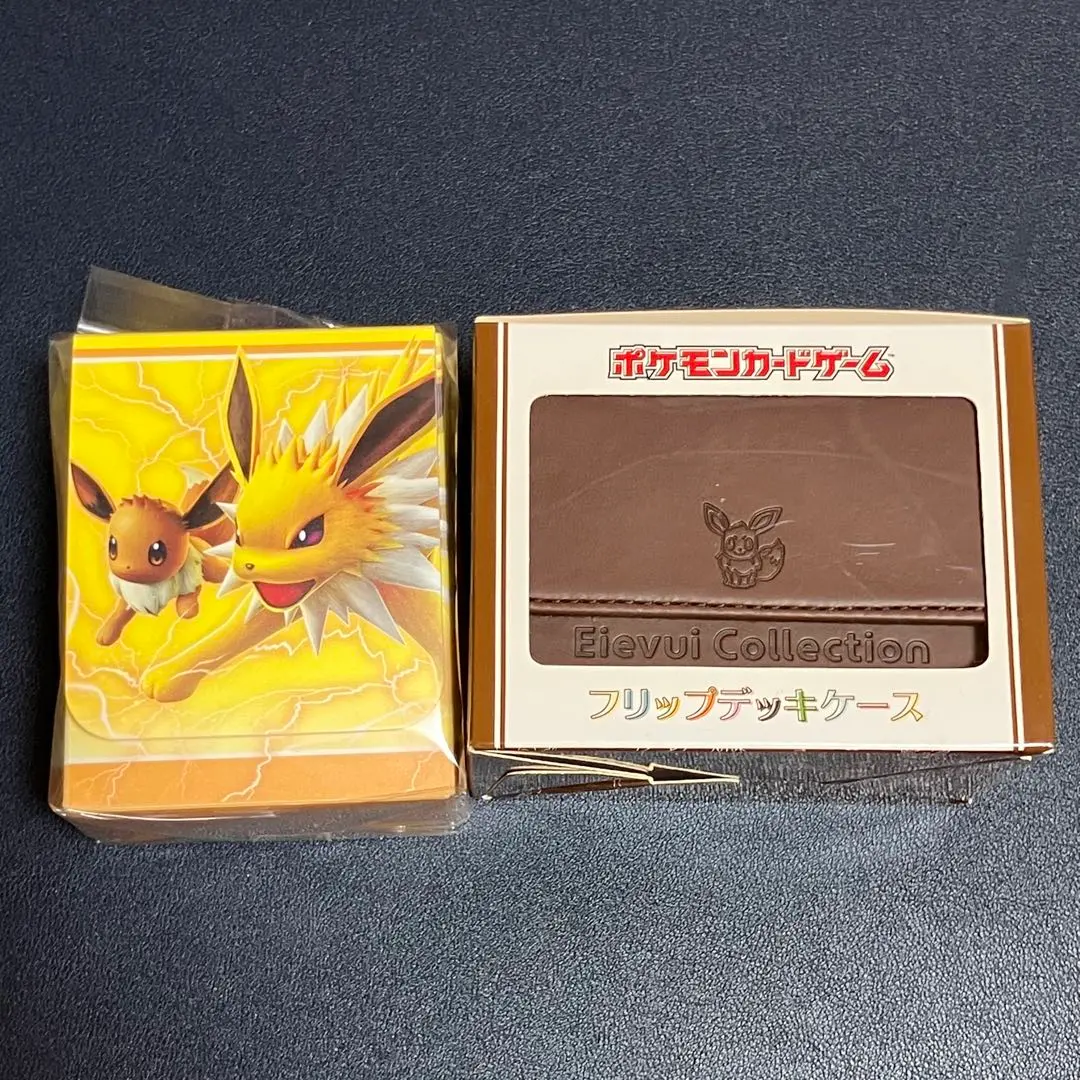 ポケモンカードゲーム
Eievui Collection
フリップデッキケース